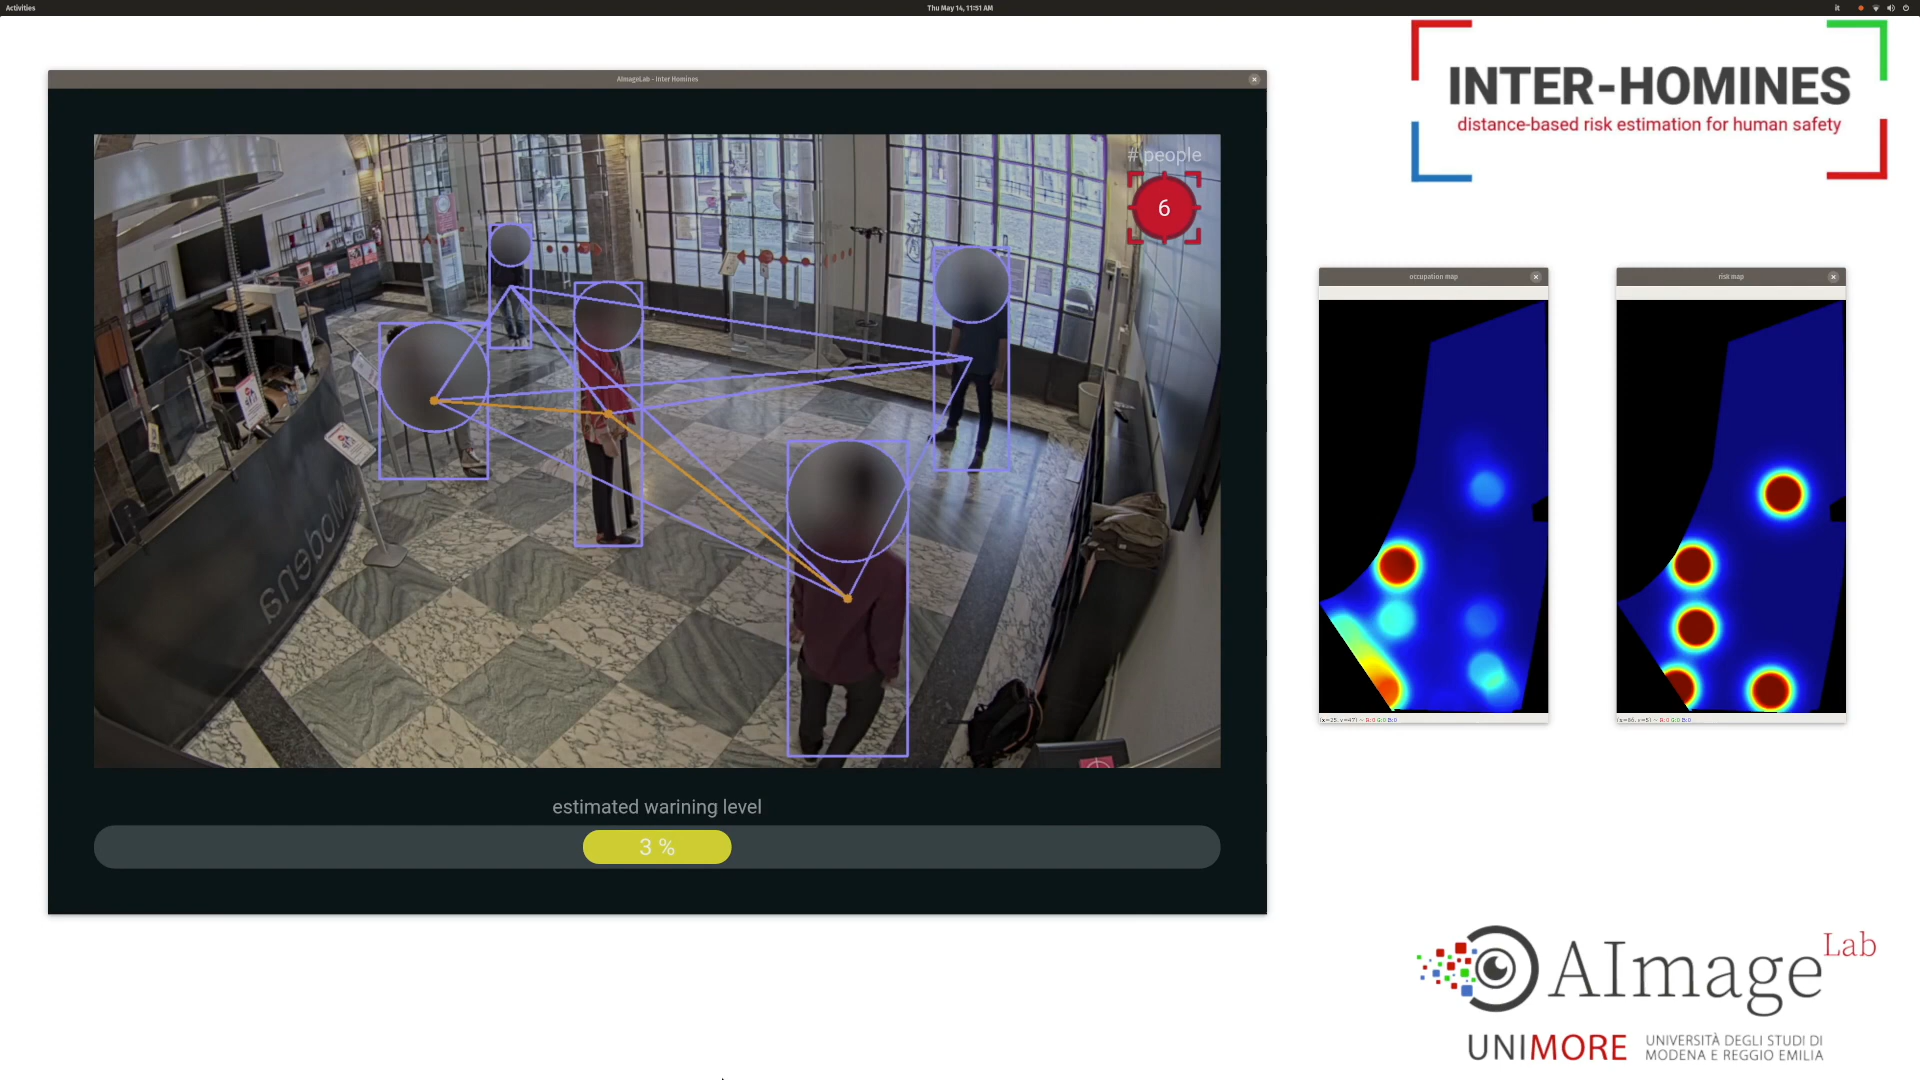 Activities
Thu May 14, 11:51 AM
it
INTER-HOMINES
distance-based risk estimation for human safety
AImageLab - Inter Homines
#\people
6
Modena
occupation map
risk map
estimated warining level
3 %
AImage Lab
UNIMORE
UNIVERSITÀ DEGLI STUDI DI
MODENA E REGGIO EMILIA